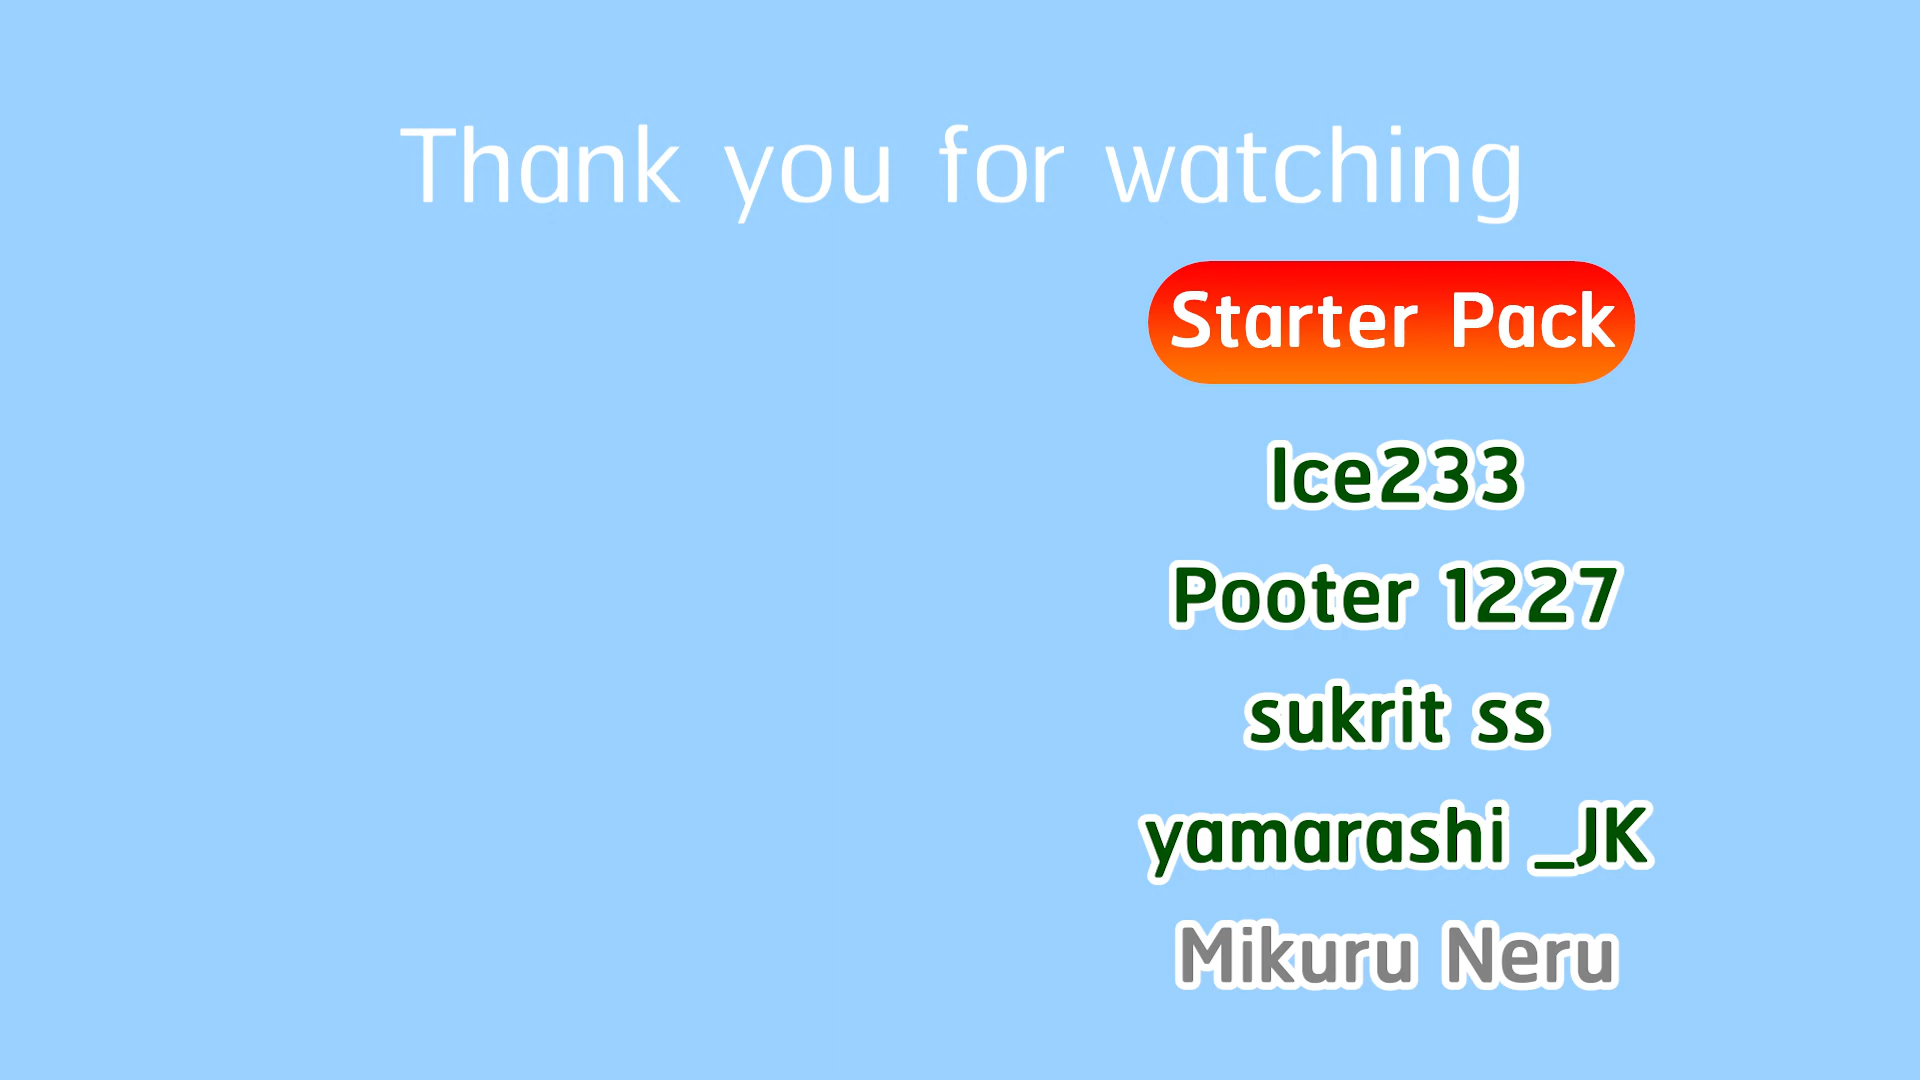 Thank you for watching
Starter Pack
Ice233
Pooter 1227
sukrit ss
yamarashi _JK
Mikuru Neru